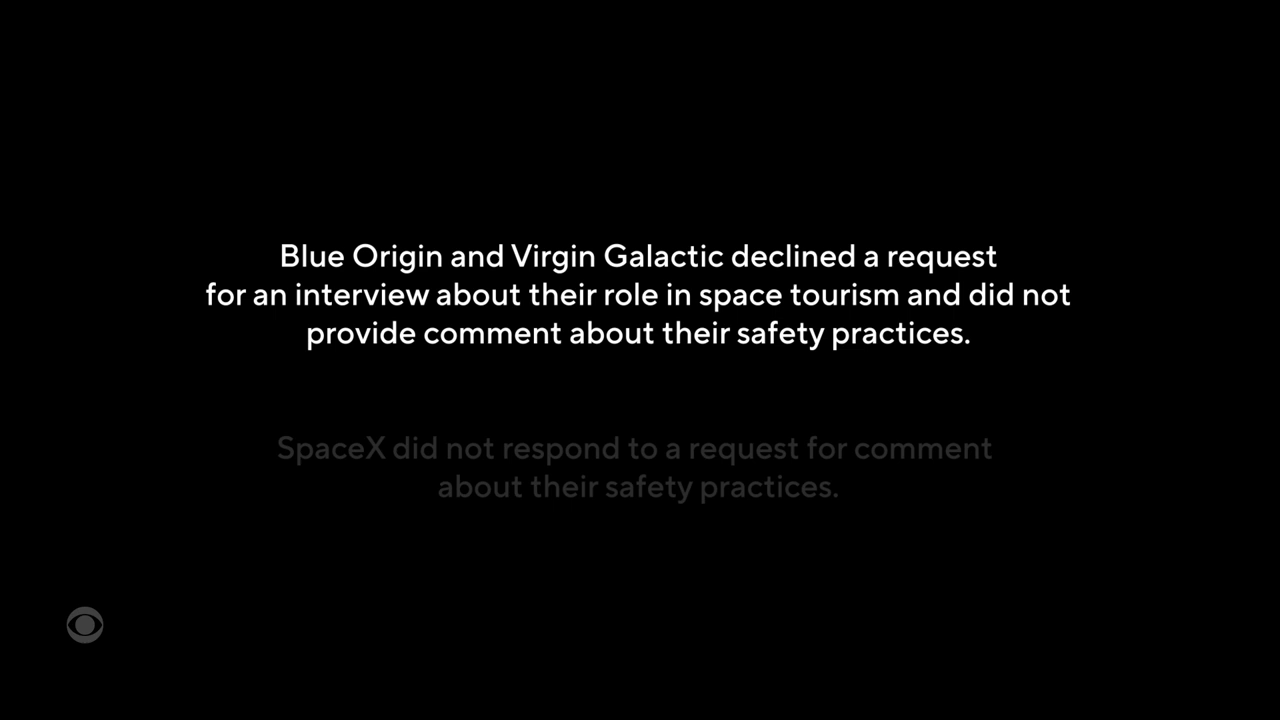 Blue Origin and Virgin Galactic declined a request
for an interview about their role in space tourism and did not
provide comment about their safety practices.
SpaceX did not respond to a request for comment
about their safety practices.